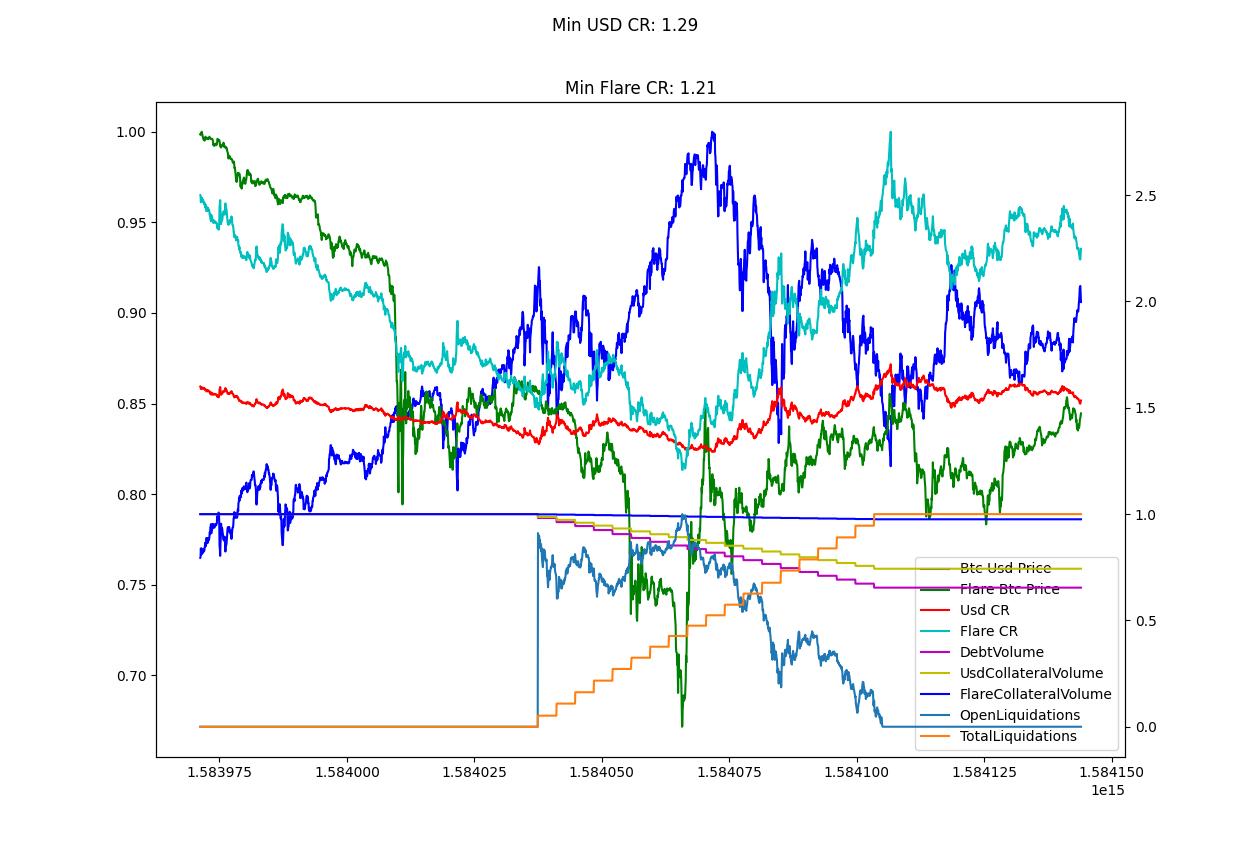 Min USD CR: 1.29
Min Flare CR: 1.21
1.00
0.95
0.90
0.85
0.80
0.75
0.70
2.5
2.0
1.5
1.0
0.5
0.0
Btc Usd Price
Flare Btc Price
Usd CR
Flare CR
DebtVolume
UsdCollateralVolume
FlareCollateralVolume
OpenLiquidations
TotalLiquidations
1.583975 1.584000 1.584025 1.584050 1.584075 1.584100 1.584125 1.584150
1e15